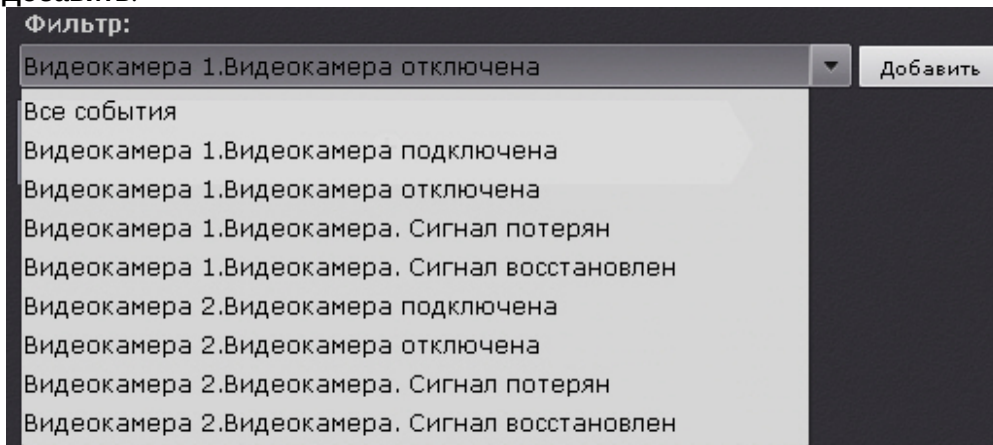 Добавить.
Фильтр:
Видеокамера 1.Видеокамера отключена
Добавить
Все события
Видеокамера 1.Видеокамера подключена
Видеокамера 1.Видеокамера отключена
Видеокамера 1.Видеокамера. Сигнал потерян
Видеокамера 1.Видеокамера. Сигнал восстановлен
Видеокамера 2.Видеокамера подключена
Видеокамера 2.Видеокамера отключена
Видеокамера 2.Видеокамера. Сигнал потерян
Видеокамера 2.Видеокамера. Сигнал восстановлен